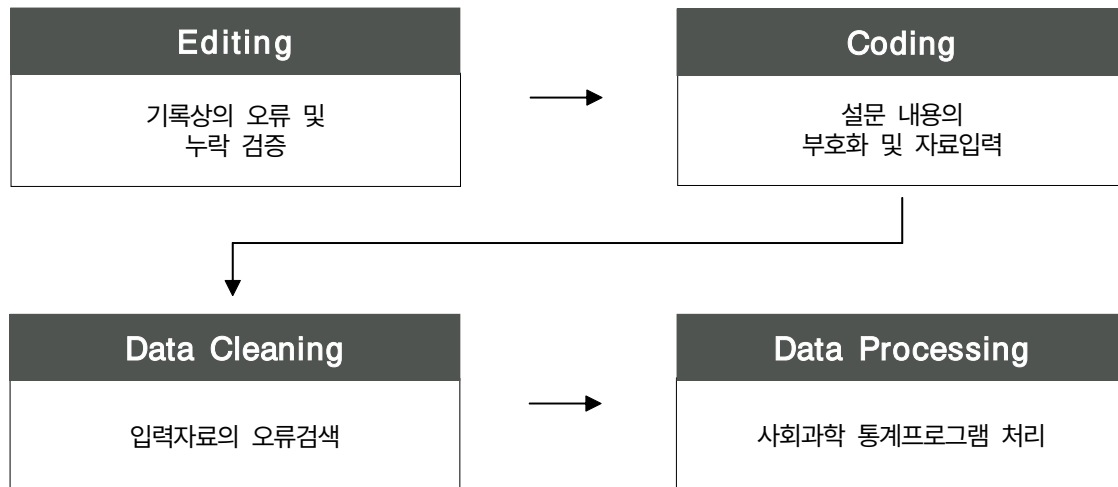 Editing
기록상의 오류 및
누락 검증
Coding
설문 내용의
부호화 및 자료입력
Data Cleaning
입력자료의 오류검색
Data Processing
사회과학 통계프로그램 처리